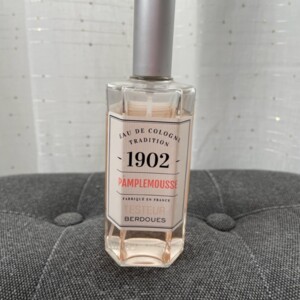 EAU DE COLOGNE
TRADITION
1902
PAMPLEMOUSSE
FABRIQUÉ EN FRANCE
BERDOUES